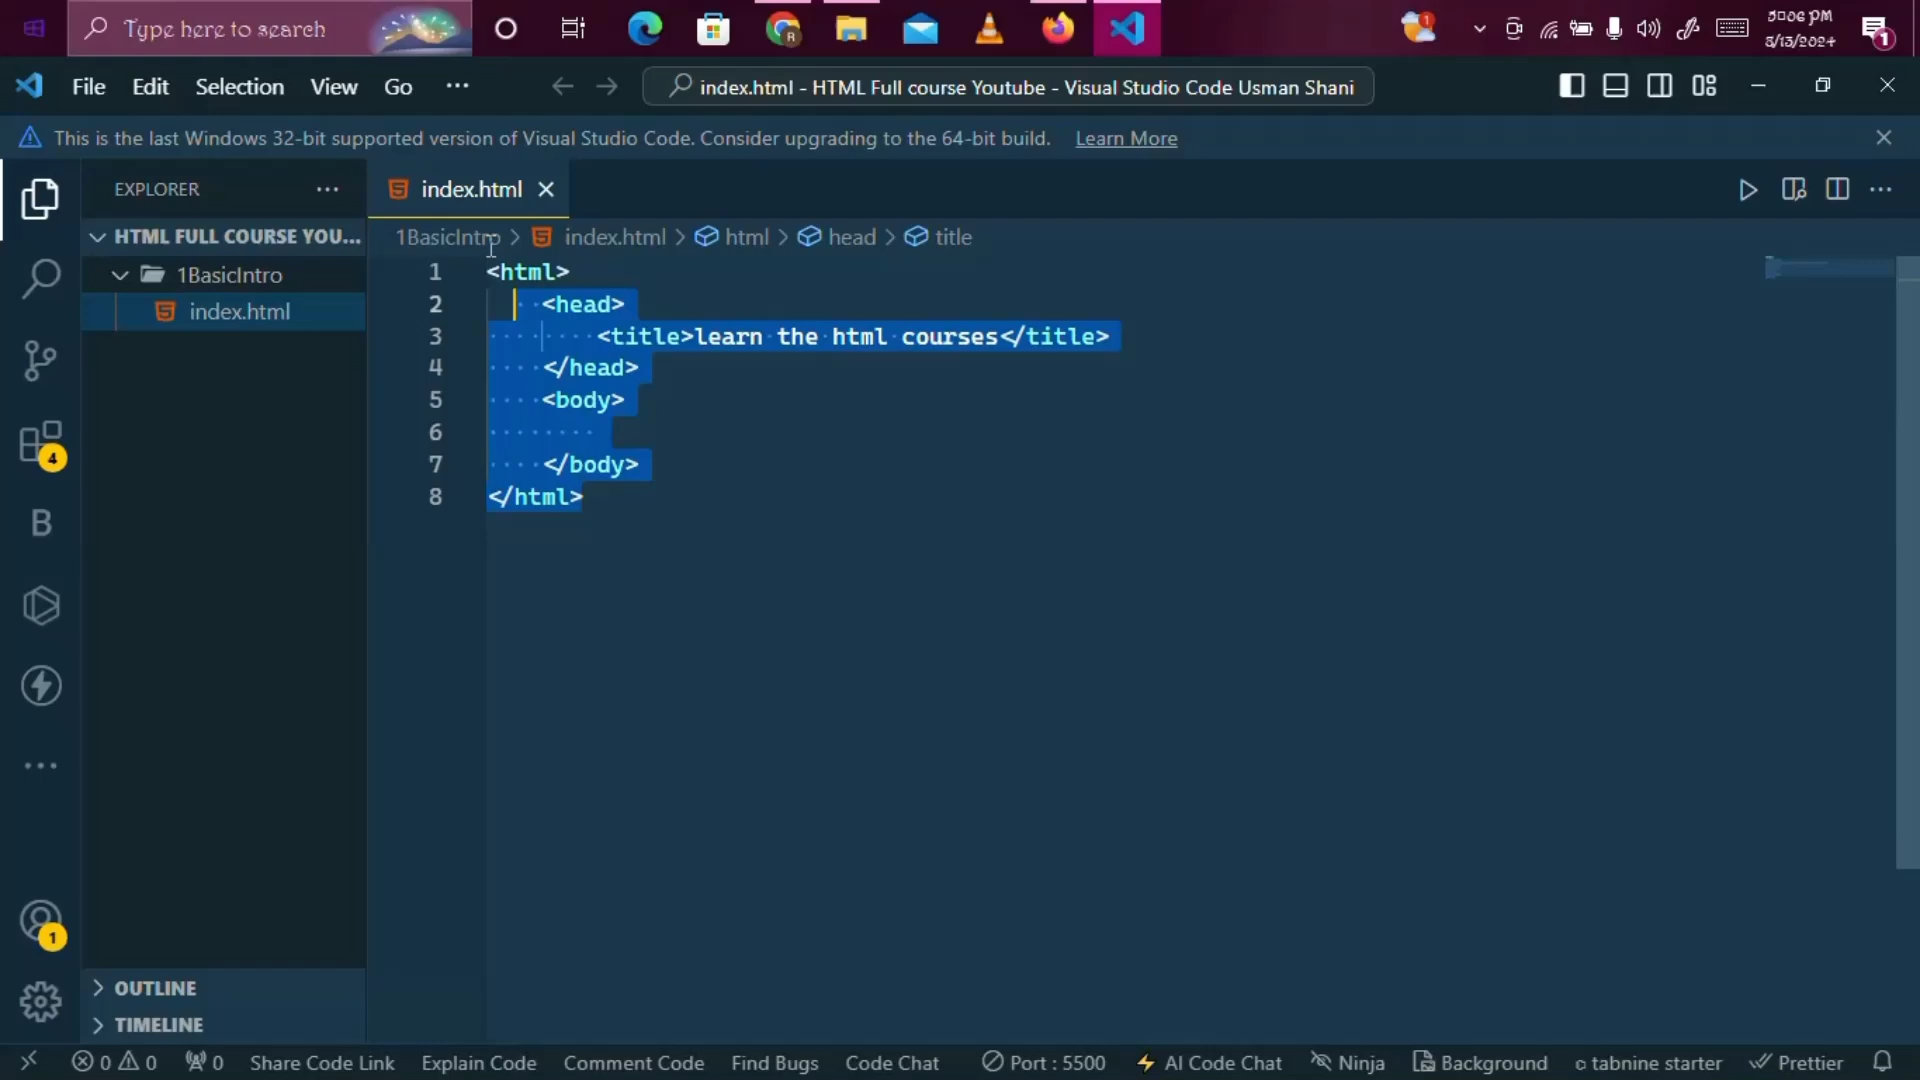 Type here to search
1
3:06 PM
3/13/2024
1
File Edit Selection View Go ···
index.html - HTML Full course Youtube - Visual Studio Code Usman Shani
This is the last Windows 32-bit supported version of Visual Studio Code. Consider upgrading to the 64-bit build. Learn More
EXPLORER ···
index.html
HTML FULL COURSE YOU...
1BasicIntro
index.html
4
B
1
OUTLINE
TIMELINE
1BasicIntro > index.html > html > head > title
1 <html>
2 <head>
3 <title>learn the html courses</title>
4 </head>
5 <body>
6
7 </body>
8 </html>
0 0 0 Share Code Link Explain Code Comment Code Find Bugs Code Chat Port : 5500 AI Code Chat Ninja Background tabnine starter Prettier